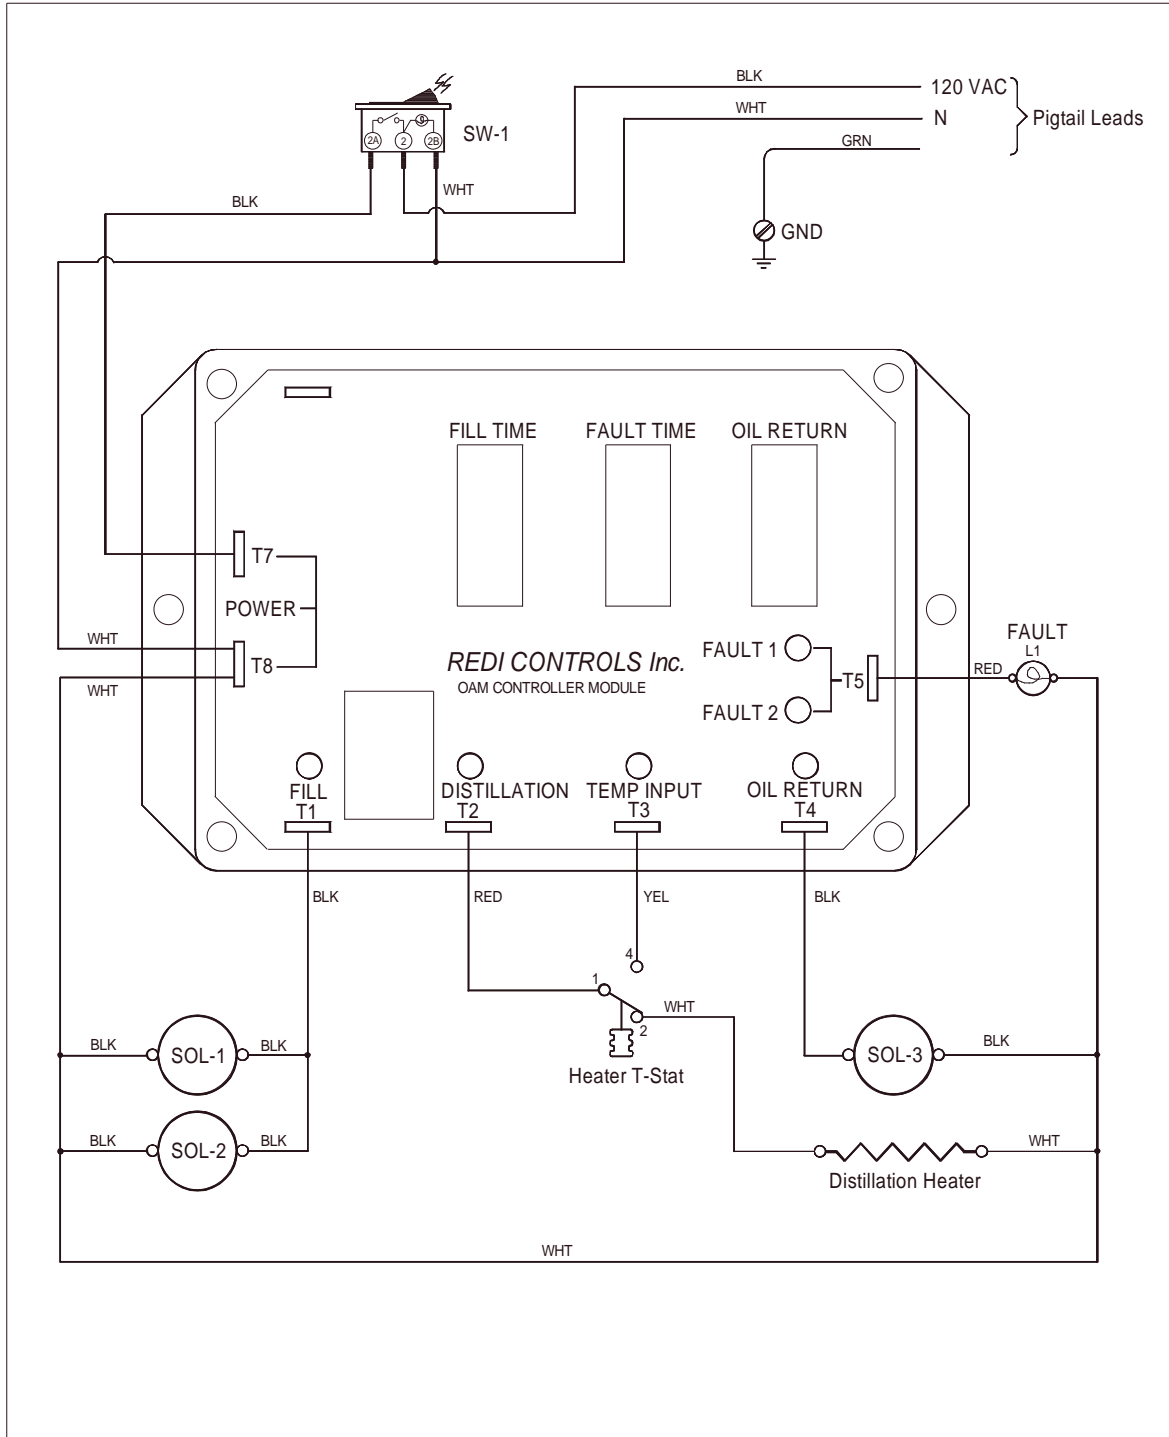 BLK
120 VAC
WHT
N
Pigtail Leads
GRN
SW-1
2A
2
2B
WHT
BLK
GND
FILL TIME
FAULT TIME
OIL RETURN
T7
POWER
T8
WHT
WHT
REDI CONTROLS Inc.
OAM CONTROLLER MODULE
FAULT 1
FAULT 2
T5
RED
FAULT
L1
FILL
T1
DISTILLATION
T2
TEMP INPUT
T3
OIL RETURN
T4
BLK
RED
YEL
BLK
4
1
2
WHT
Heater T-Stat
BLK
SOL-1
BLK
SOL-3
BLK
BLK
SOL-2
BLK
WHT
Distillation Heater
WHT